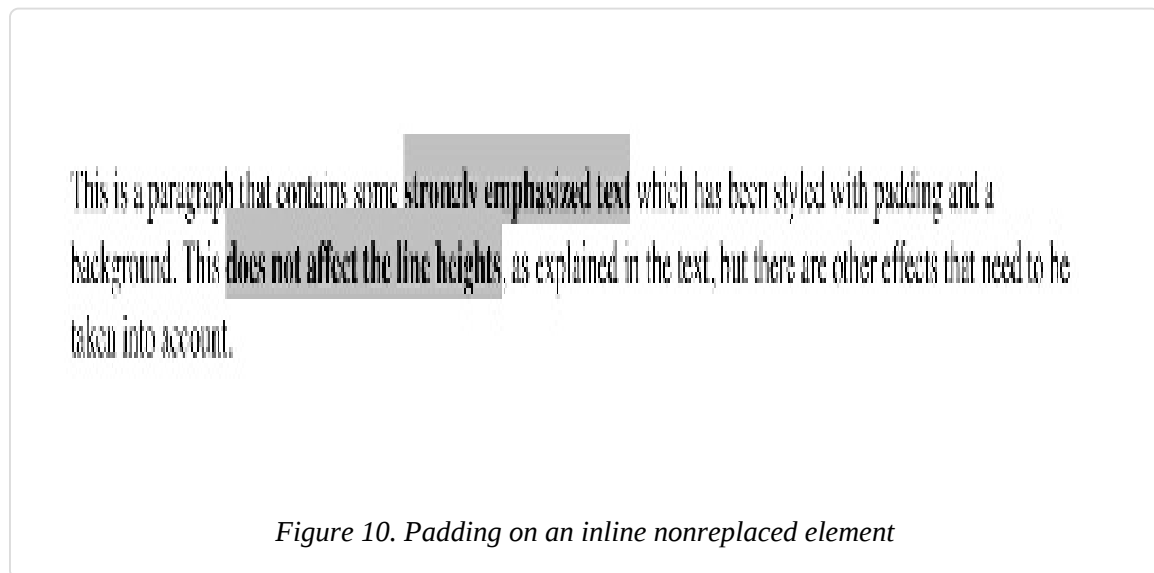 This is a paragraph that contains some strongly emphasized text which has been styled with padding and a
background. This does not affect the line heights, as explained in the text, but there are other effects that need to be
taken into account.
Figure 10. Padding on an inline nonreplaced element